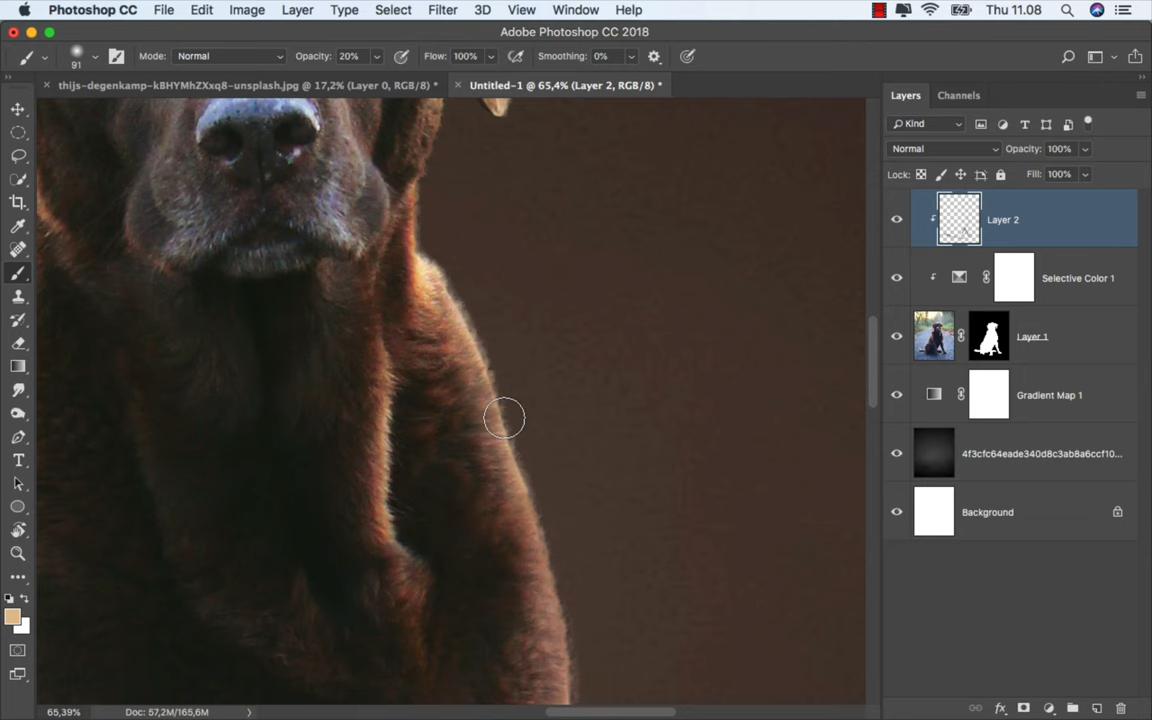 Photoshop CC File Edit Image Layer Type Select Filter 3D View Window Help Thu 11.08
Adobe Photoshop CC 2018
91 Mode: Normal Opacity: 20% Flow: 100% Smoothing: 0%
thijs-degenkamp-kBHYMhZXxq8-unsplash.jpg @ 17,2% (Layer 0, RGB/8) * Untitled-1 @ 65,4% (Layer 2, RGB/8) *
Layers Channels
Kind
Normal Opacity: 100%
Lock: Fill: 100%
Layer 2
Selective Color 1
Layer 1
Gradient Map 1
4f3cfc64eade340d8c3ab8a6ccf10...
Background
65,39% Doc: 57,2M/165,6M